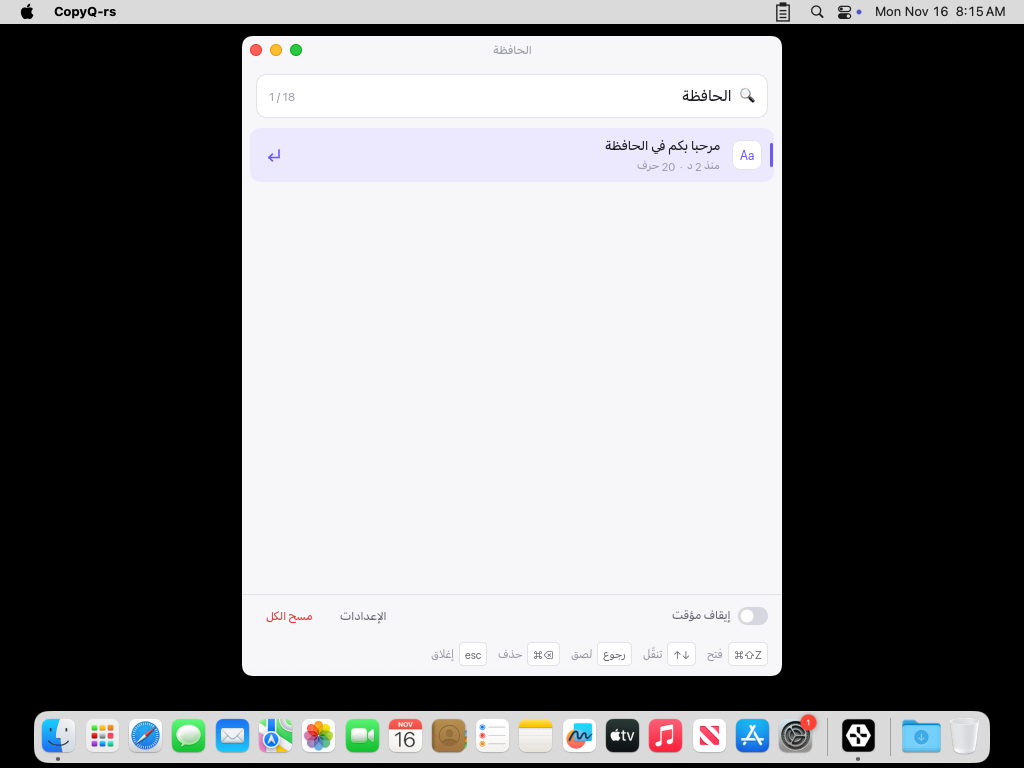 CopyQ-rs
Mon Nov 16 8:15 AM
الحافظة
الحافظة
1 / 18
Aa
مرحبا بكم في الحافظة
منذ 2 د · 20 حرف
إيقاف مؤقت
الإعدادات
مسح الكل
⌘⇧Z فتح ↑↓ تنقّل رجوع لصق ⌘⌫ حذف esc إغلاق
NOV
16
tv
1